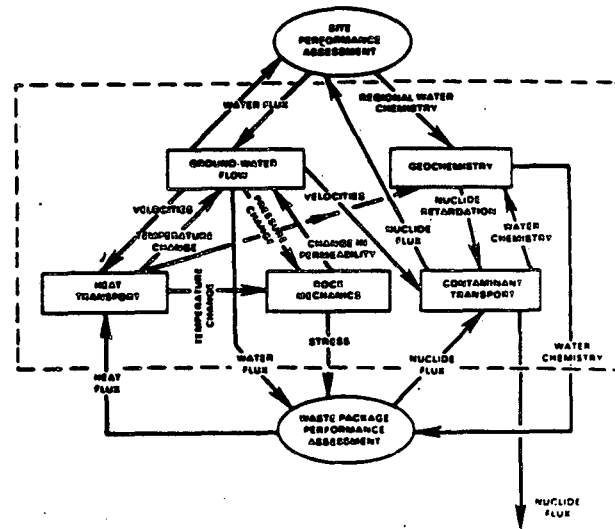 SITE
PERFORMANCE
ASSESSMENT
WATER FLUX
REGIONAL WATER
CHEMISTRY
GROUND-WATER
FLOW
GEOCHEMISTRY
VELOCITIES
TEMPERATURE
CHANGE
PRESSURE
CHANGE
VELOCITIES
CHANGE IN
PERMEABILITY
NUCLIDE
FLUX
NUCLIDE
RETARDATION
WATER
CHEMISTRY
HEAT
TRANSPORT
TEMPERATURE
CHANGE
ROCK
MECHANICS
CONTAMINANT
TRANSPORT
HEAT
FLUX
WATER
FLUX
STRESS
NUCLIDE
FLUX
WATER
CHEMISTRY
WASTE PACKAGE
PERFORMANCE
ASSESSMENT
NUCLIDE
FLUX